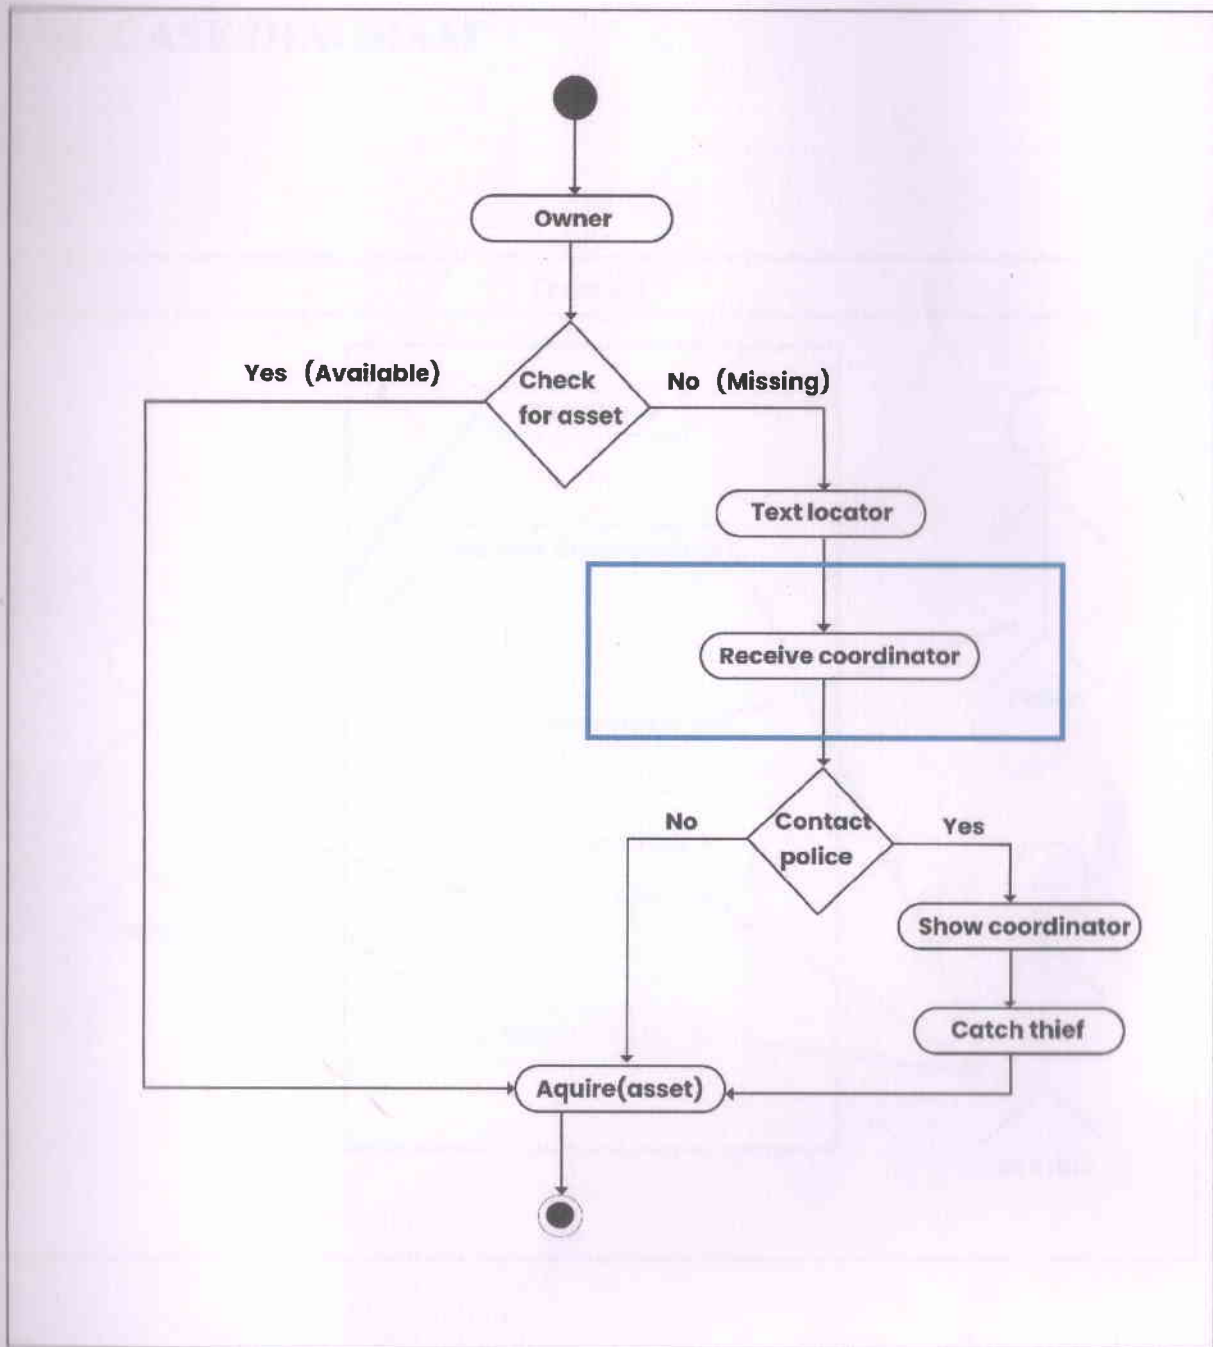 Owner
Yes (Available)
Check
for asset
No (Missing)
Text locator
Receive coordinator
No
Contact
police
Yes
Show coordinator
Catch thief
Aquire(asset)